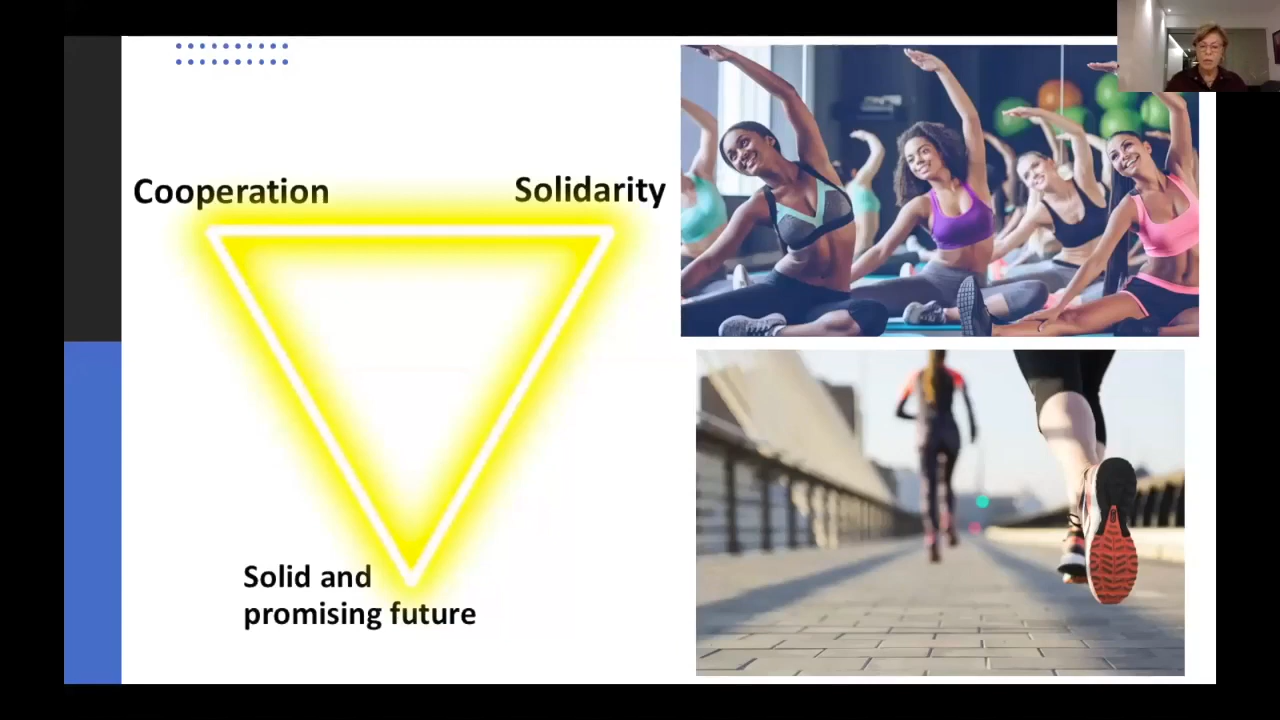 Cooperation
Solidarity
Solid and
promising future